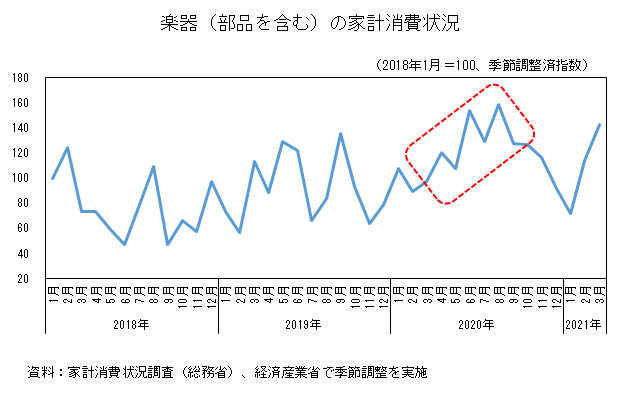 楽器（部品を含む）の家計消費状況
（2018年1月＝100、季節調整済指数）
180
160
140
120
100
80
60
40
20
1月 2月 3月 4月 5月 6月 7月 8月 9月 10月 11月 12月 1月 2月 3月 4月 5月 6月 7月 8月 9月 10月 11月 12月 1月 2月 3月 4月 5月 6月 7月 8月 9月 10月 11月 12月 1月 2月 3月
2018年 2019年 2020年 2021年
資料：家計消費状況調査（総務省）、経済産業省で季節調整を実施